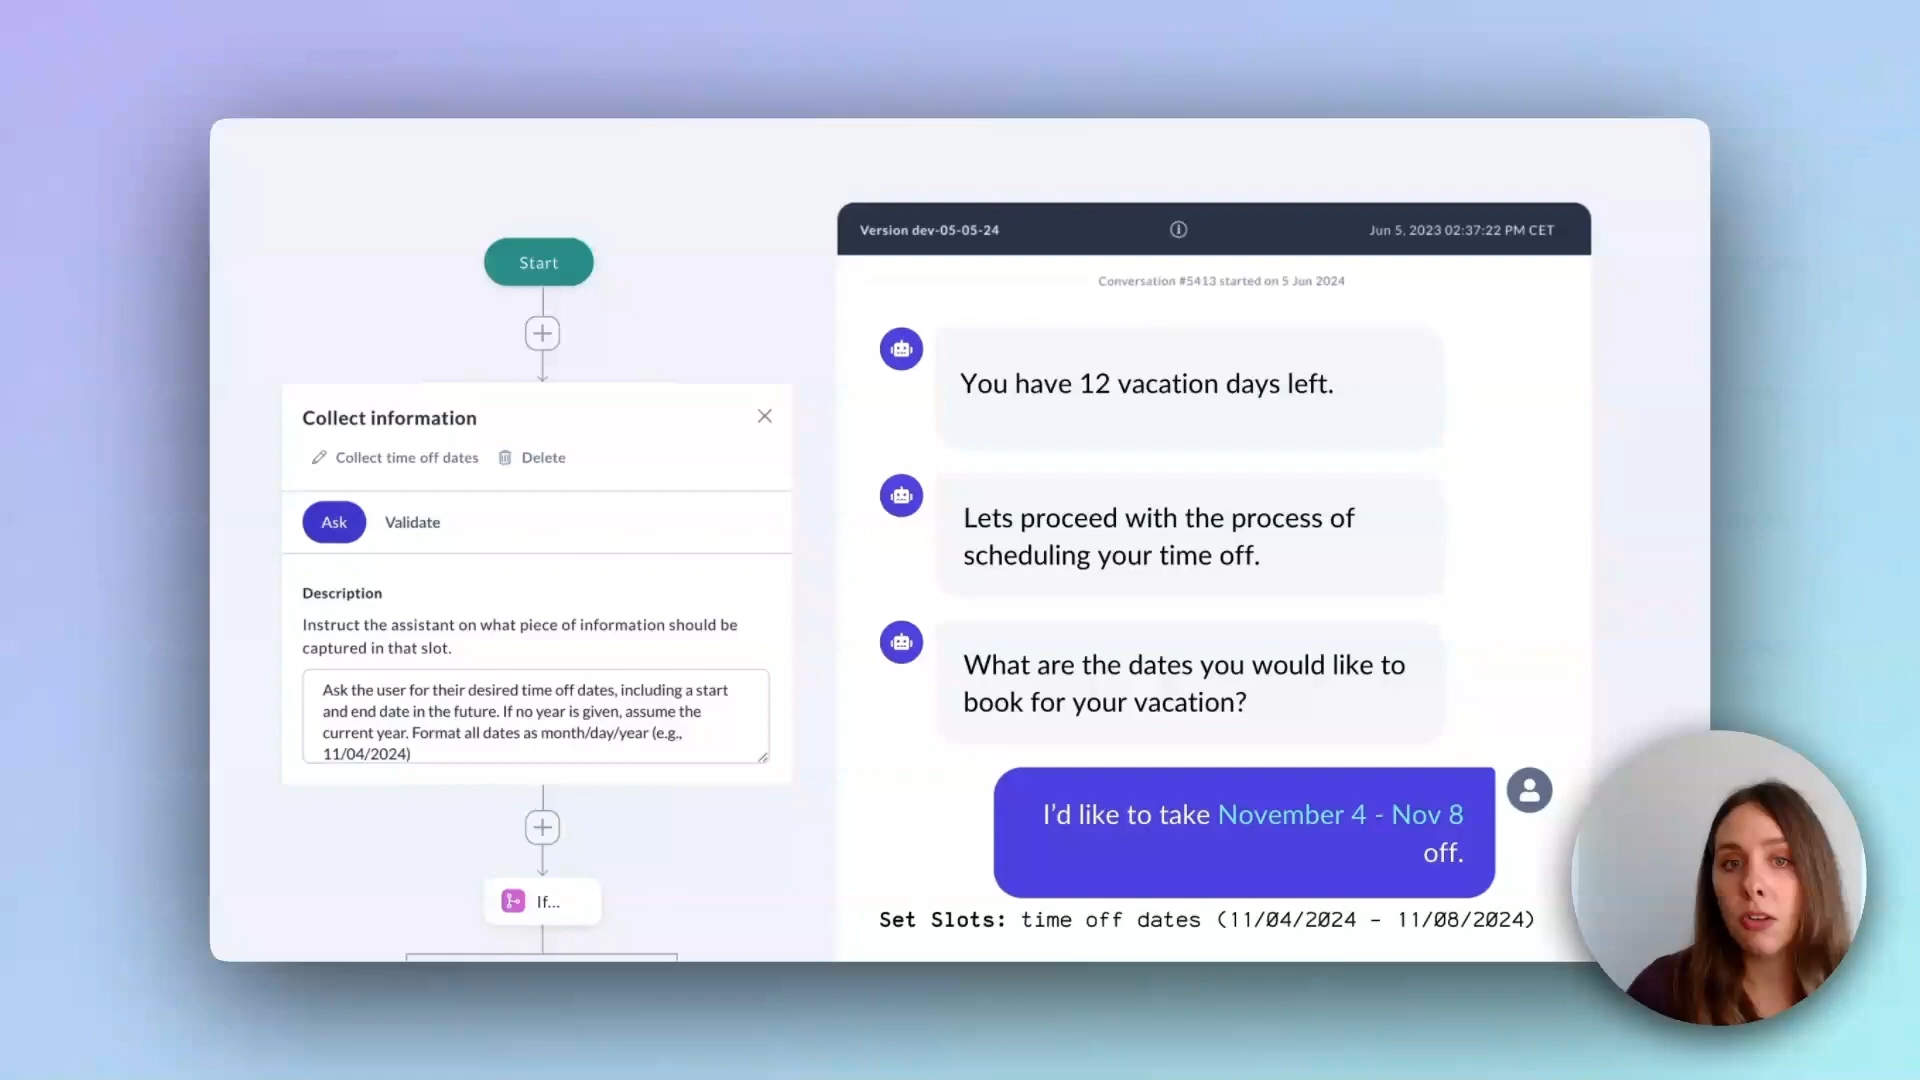 Start
Collect information
Collect time off dates
Delete
Ask
Validate
Description
Instruct the assistant on what piece of information should be
captured in that slot.
Ask the user for their desired time off dates, including a start
and end date in the future. If no year is given, assume the
current year. Format all dates as month/day/year (e.g.,
11/04/2024)
If...
Version dev-05-05-24
Jun 5, 2023 02:37:22 PM CET
Conversation #5413 started on 5 Jun 2024
You have 12 vacation days left.
Lets proceed with the process of
scheduling your time off.
What are the dates you would like to
book for your vacation?
I'd like to take November 4 - Nov 8
off.
Set Slots: time off dates (11/04/2024 - 11/08/2024)